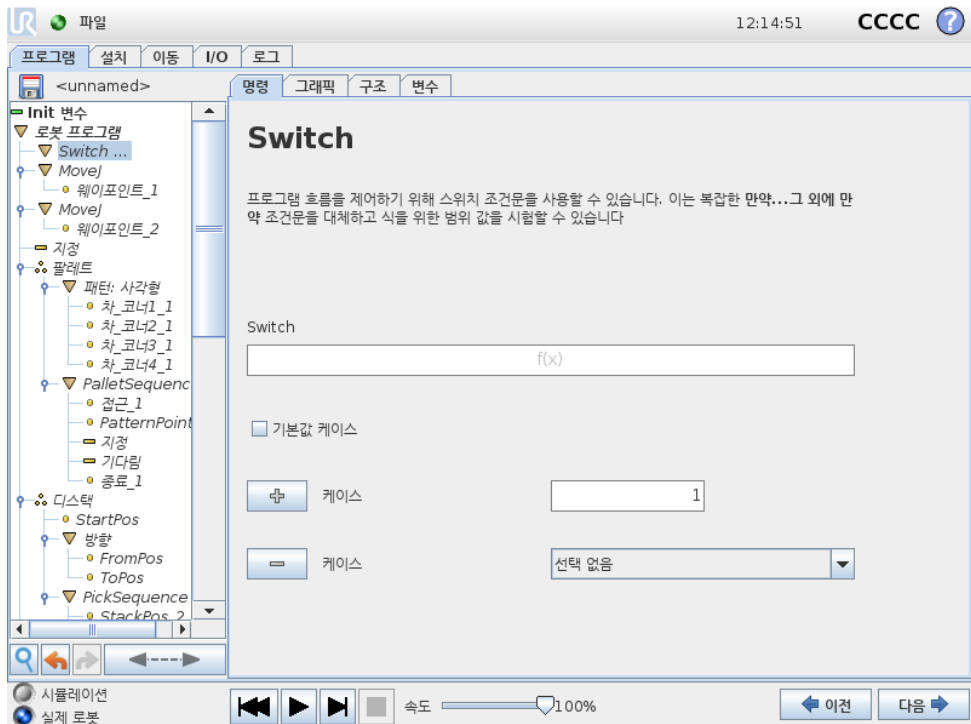 UR 파일 12:14:51 CCCC ?
프로그램 설치 이동 I/O 로그
<unnamed> 명령 그래픽 구조 변수
Init 변수
로봇 프로그램
Switch ...
MoveJ
웨이포인트_1
MoveJ
웨이포인트_2
지정
팔레트
패턴: 사각형
차_코너1_1
차_코너2_1
차_코너3_1
차_코너4_1
PalletSequenc
접근_1
PatternPoint
지정
기다림
종료_1
디스택
StartPos
방향
FromPos
ToPos
PickSequence
StackPos_2
Switch
프로그램 흐름를 제어하기 위해 스위치 조건문을 사용할 수 있습니다. 이는 복잡한 만약...그 외에 만
약 조건문을 대체하고 식을 위한 범위 값을 시험할 수 있습니다
Switch
f(x)
기본값 케이스
케이스 1
케이스 선택 없음
시뮬레이션
실제 로봇
속도 100% 이전 다음